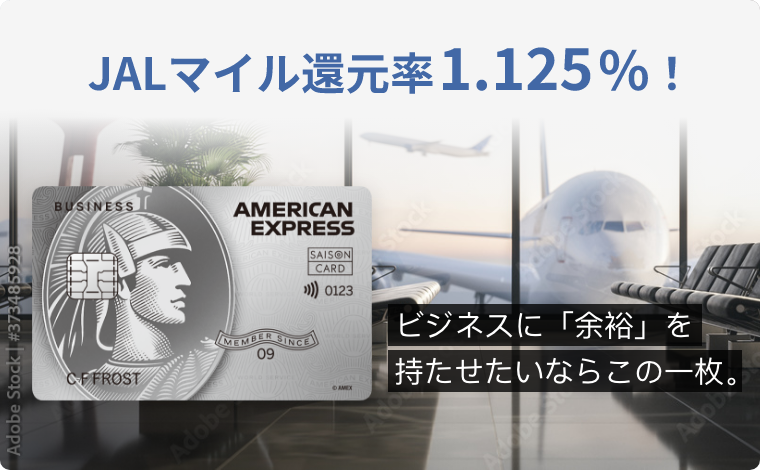 JALマイル還元率1.125%！
BUSINESS
AMERICAN
EXPRESS
SAISON
CARD
0123
MEMBER SINCE
09
C F FROST
© AMEX
ビジネスに「余裕」を
持たせたいならこの一枚。
Adobe Stock | #373485928
Adobe Stock